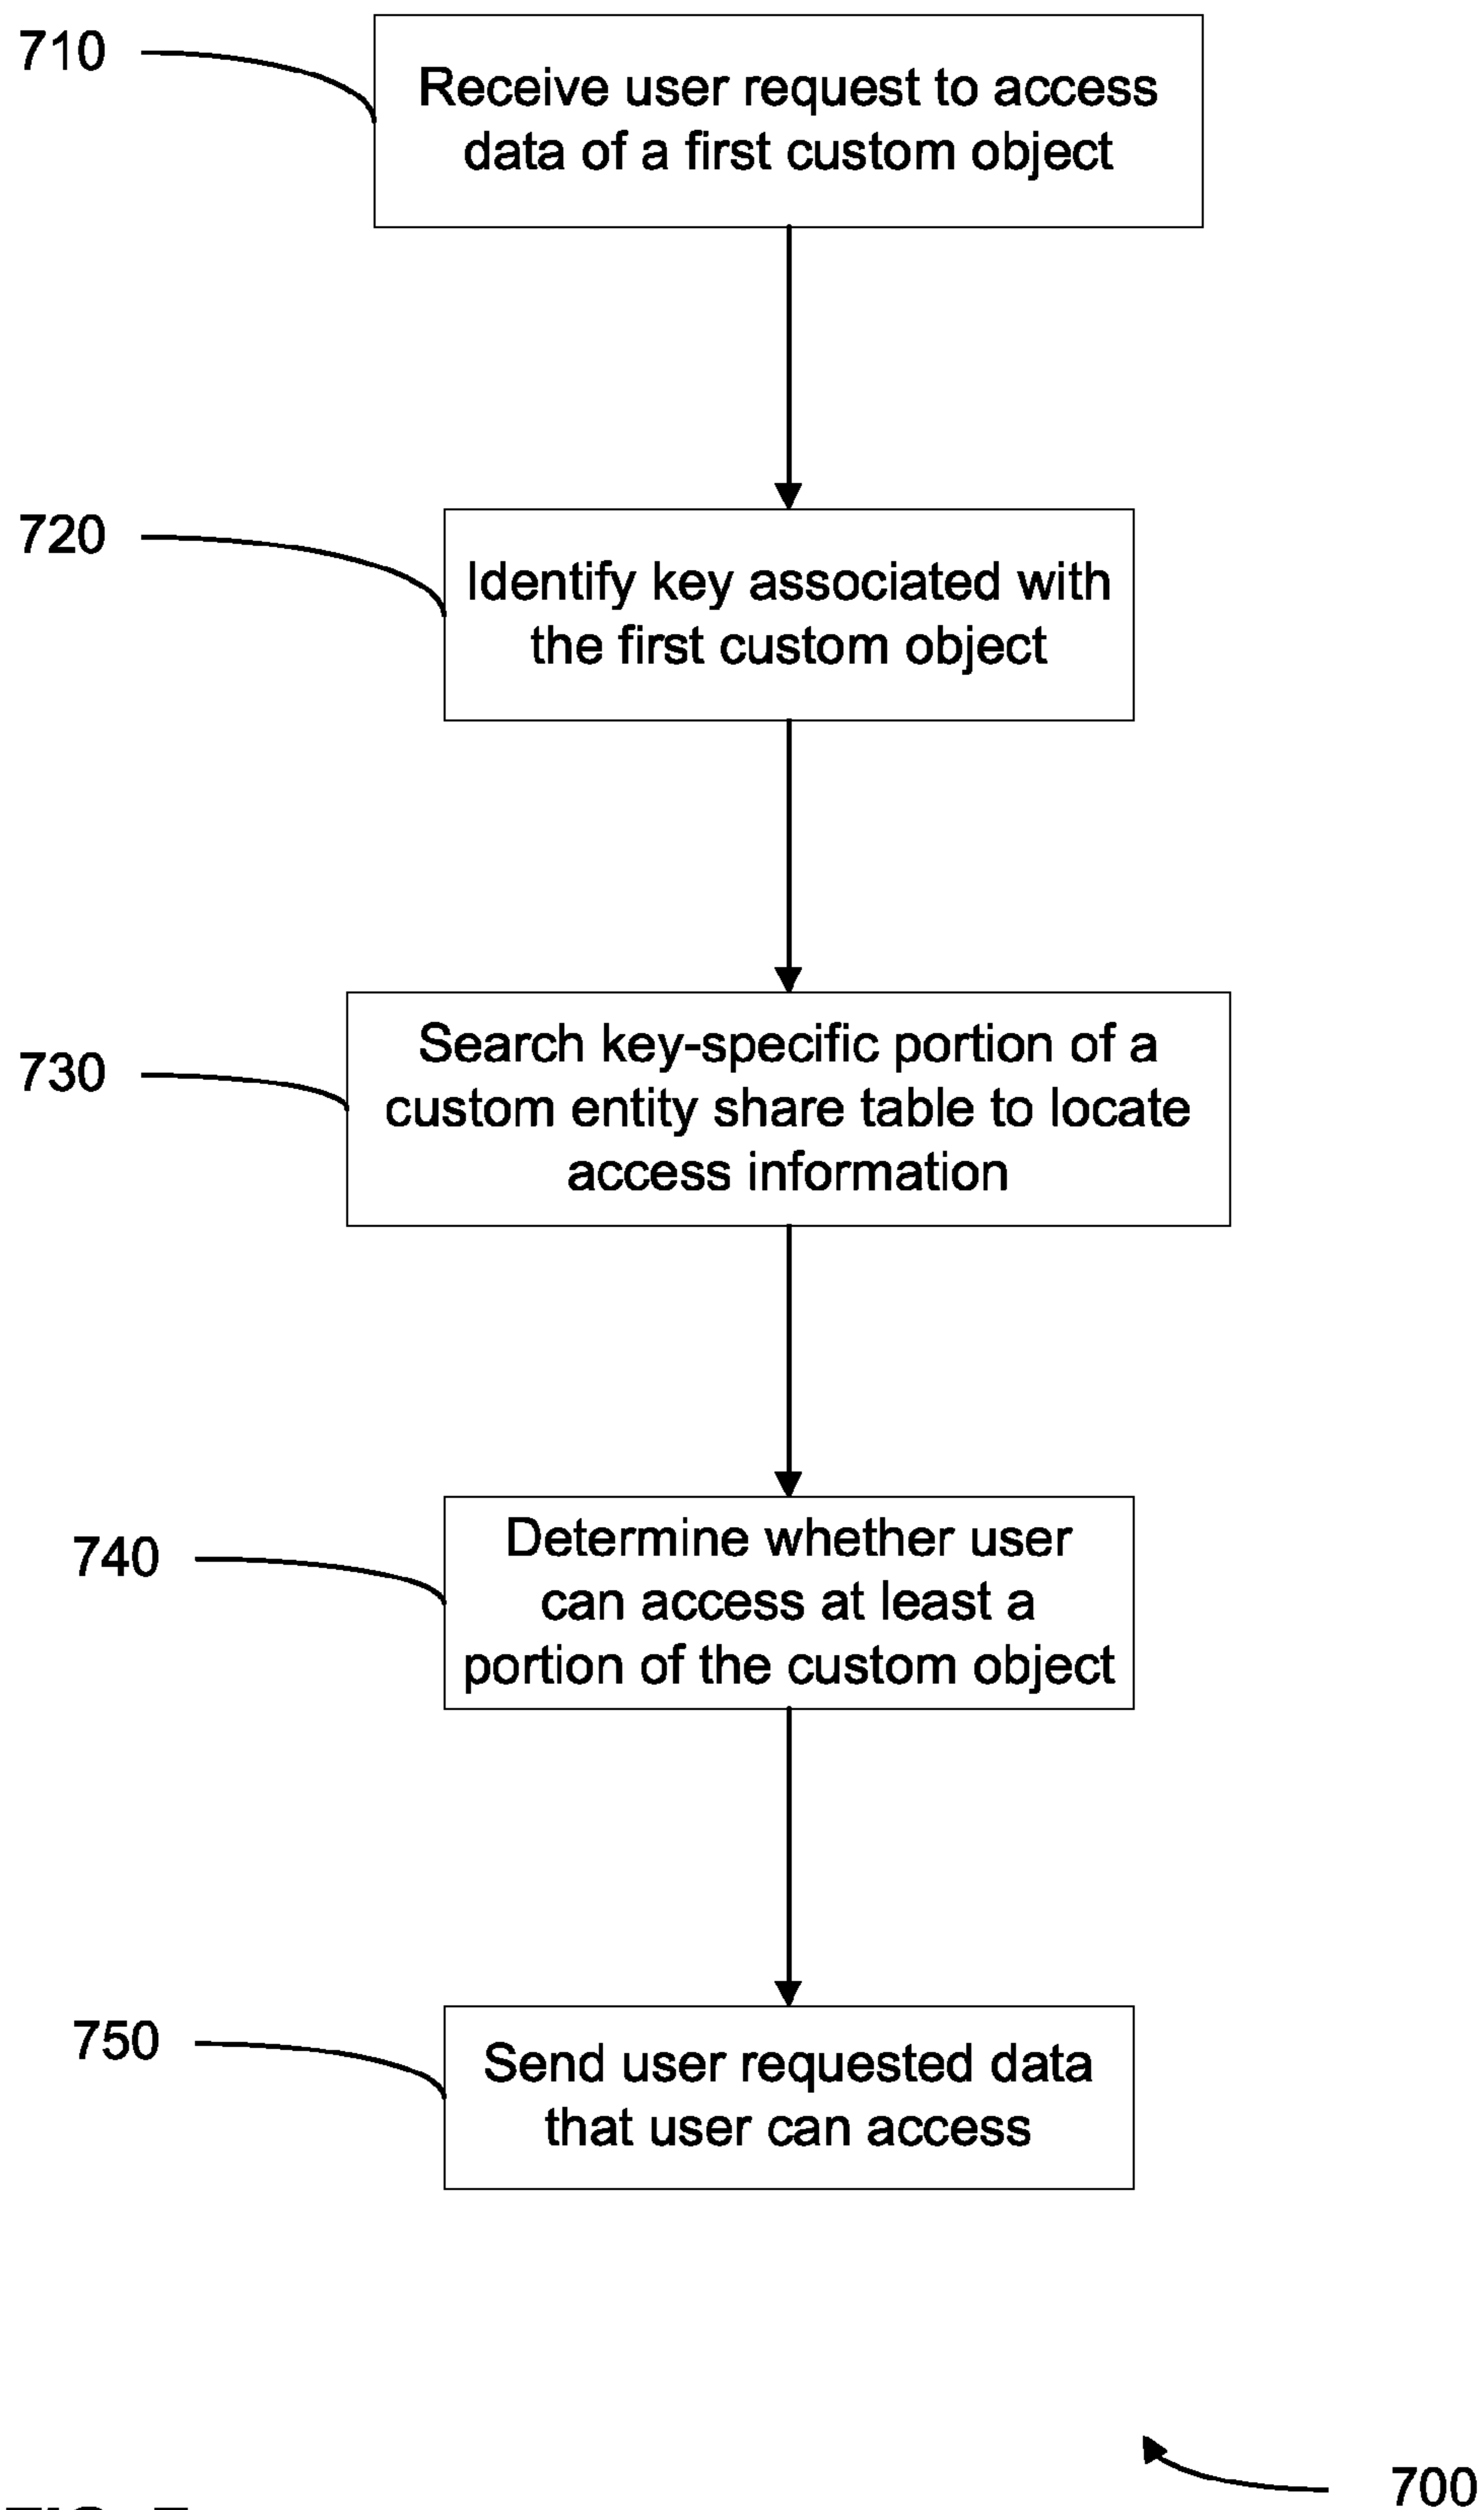 710
Receive user request to access
data of a first custom object
720
Identify key associated with
the first custom object
730
Search key-specific portion of a
custom entity share table to locate
access information
740
Determine whether user
can access at least a
portion of the custom object
750
Send user requested data
that user can access
700